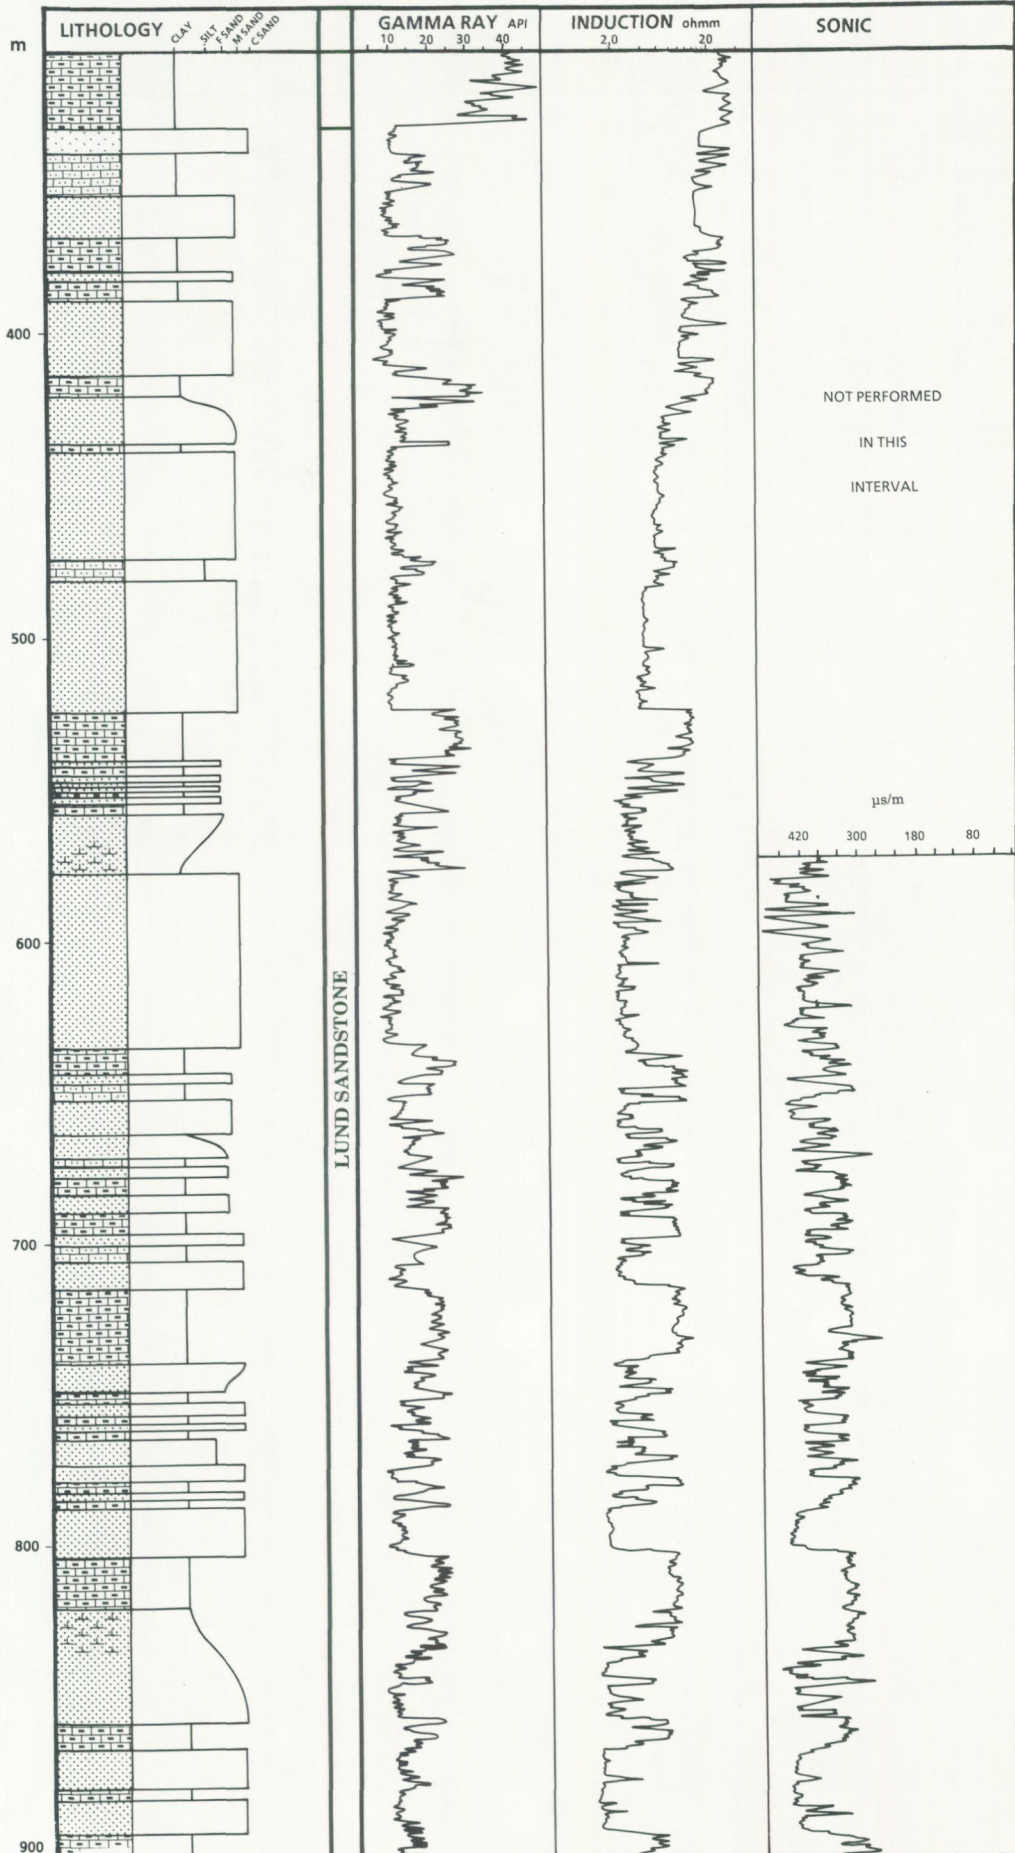 LITHOLOGY
CLAY
SILT
F SAND
M SAND
C SAND
GAMMA RAY API
10 20 30 40
INDUCTION ohmm
2,0 20
SONIC
m
400
NOT PERFORMED
IN THIS
INTERVAL
500
µs/m
420 300 180 80
600
LUND SANDSTONE
700
800
900